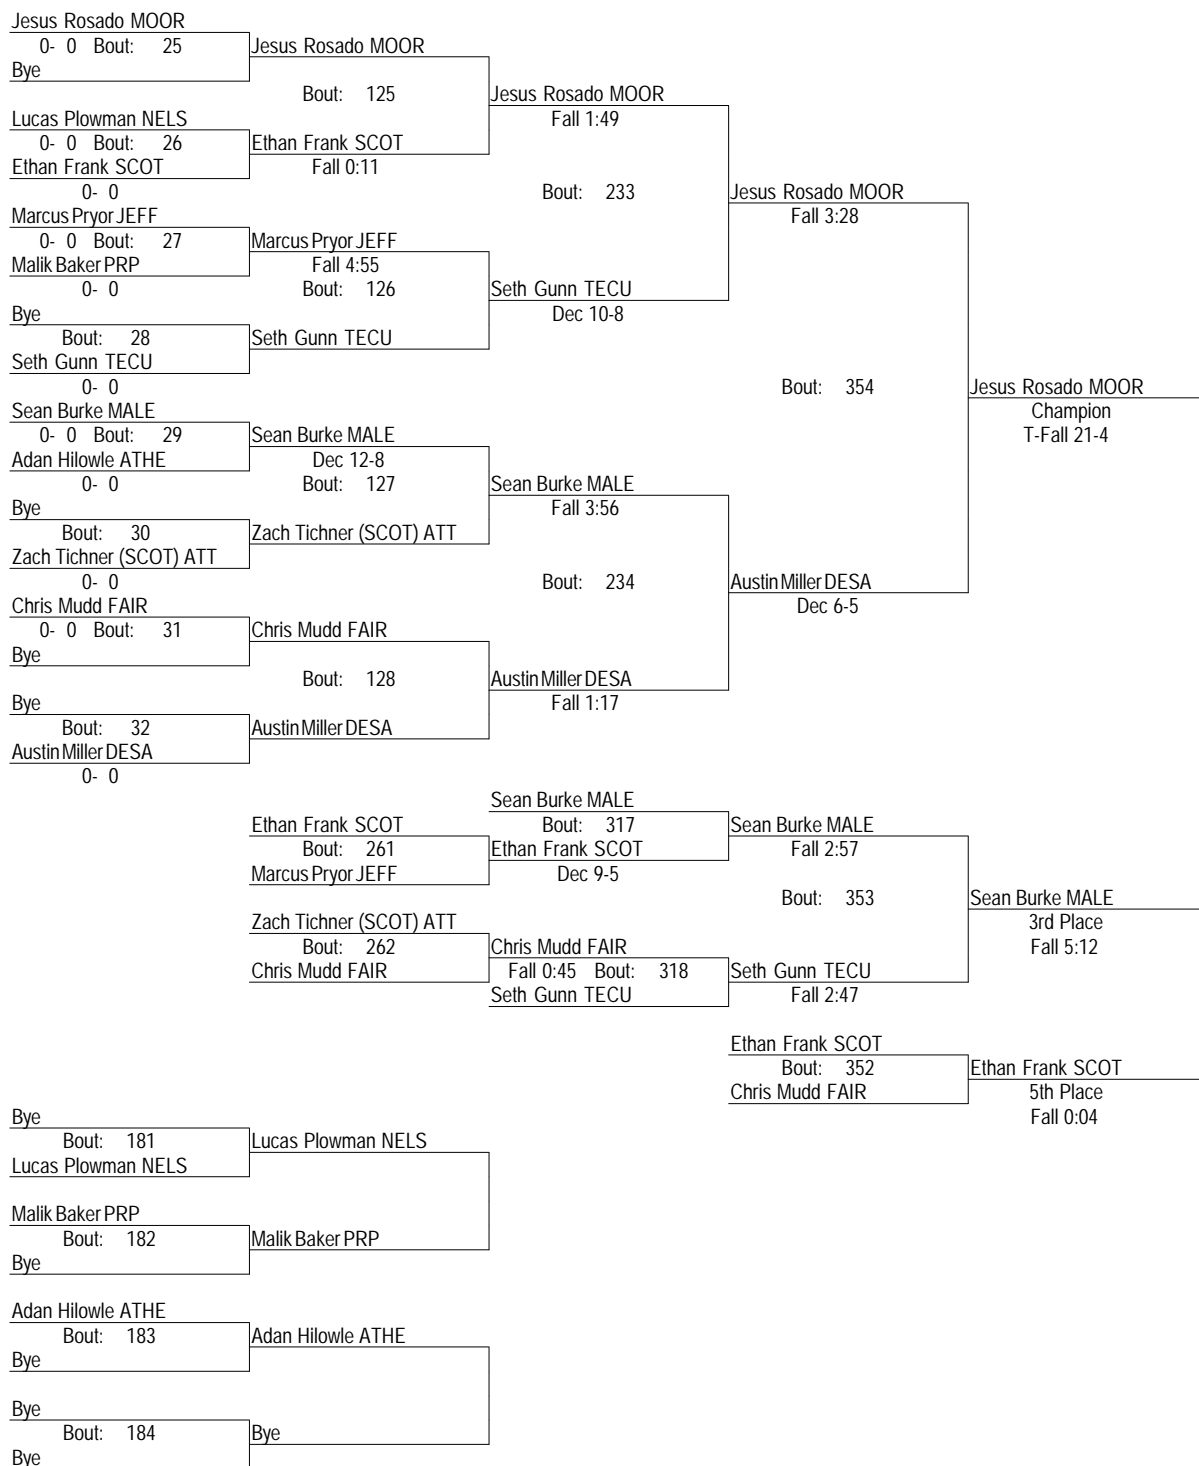 Jesus Rosado MOOR
0- 0 Bout: 25
Jesus Rosado MOOR
Bye
Bout: 125
Jesus Rosado MOOR
Lucas Plowman NELS
Fall 1:49
0- 0 Bout: 26
Ethan Frank SCOT
Ethan Frank SCOT
Fall 0:11
0- 0
Bout: 233
Jesus Rosado MOOR
Marcus Pryor JEFF
Fall 3:28
0- 0 Bout: 27
Marcus Pryor JEFF
Malik Baker PRP
Fall 4:55
0- 0
Bout: 126
Seth Gunn TECU
Bye
Dec 10-8
Bout: 28
Seth Gunn TECU
Seth Gunn TECU
0- 0
Bout: 354
Jesus Rosado MOOR
Sean Burke MALE
Champion
0- 0 Bout: 29
Sean Burke MALE
T-Fall 21-4
Adan Hilowle ATHE
Dec 12-8
0- 0
Bout: 127
Sean Burke MALE
Bye
Fall 3:56
Bout: 30
Zach Tichner (SCOT) ATT
Zach Tichner (SCOT) ATT
0- 0
Bout: 234
Austin Miller DESA
Chris Mudd FAIR
Dec 6-5
0- 0 Bout: 31
Chris Mudd FAIR
Bye
Bout: 128
Austin Miller DESA
Bye
Fall 1:17
Bout: 32
Austin Miller DESA
Austin Miller DESA
0- 0
Sean Burke MALE
Ethan Frank SCOT
Bout: 317
Sean Burke MALE
Bout: 261
Ethan Frank SCOT
Fall 2:57
Marcus Pryor JEFF
Dec 9-5
Bout: 353
Sean Burke MALE
Zach Tichner (SCOT) ATT
3rd Place
Bout: 262
Chris Mudd FAIR
Fall 5:12
Chris Mudd FAIR
Fall 0:45 Bout: 318
Seth Gunn TECU
Seth Gunn TECU
Fall 2:47
Ethan Frank SCOT
Bout: 352
Ethan Frank SCOT
Chris Mudd FAIR
5th Place
Fall 0:04
Bye
Bout: 181
Lucas Plowman NELS
Lucas Plowman NELS
Malik Baker PRP
Bout: 182
Malik Baker PRP
Bye
Adan Hilowle ATHE
Bout: 183
Adan Hilowle ATHE
Bye
Bye
Bout: 184
Bye
Bye